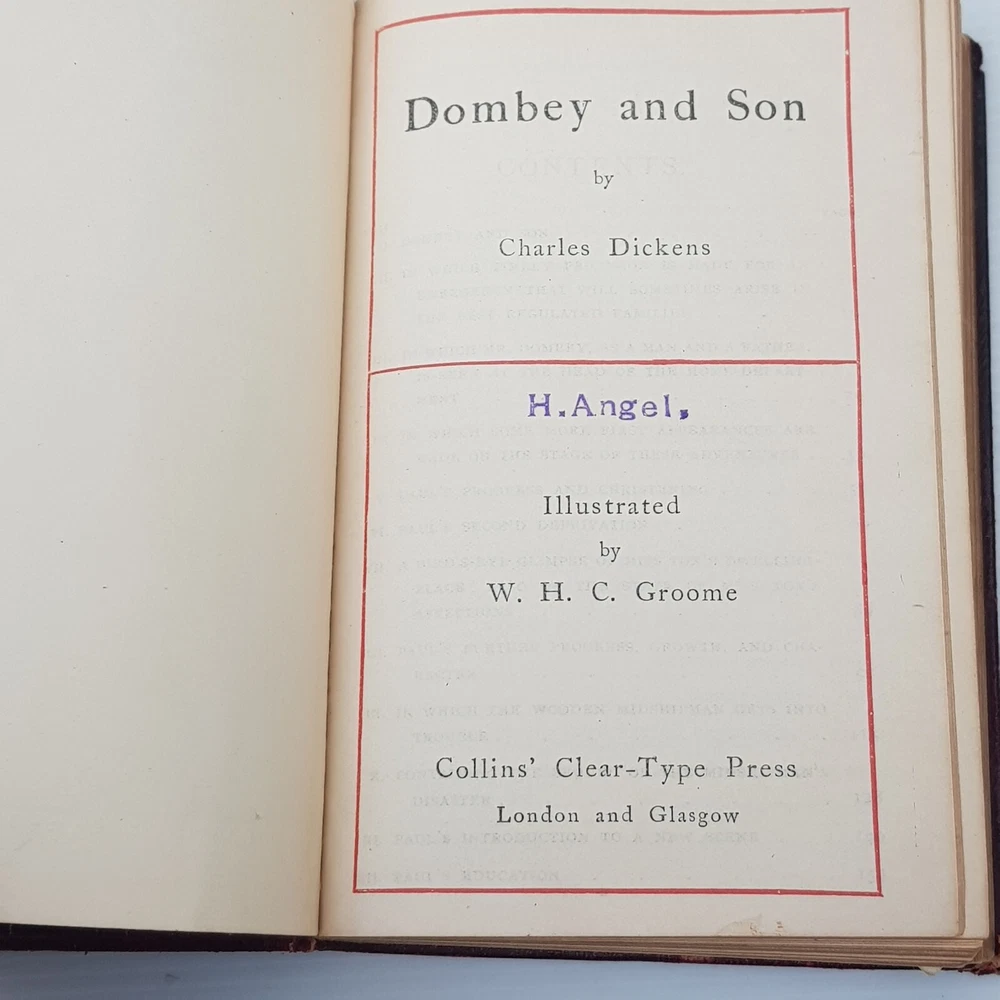 Dombey and Son
by
Charles Dickens
H.Angel,
Illustrated
by
W. H. C. Groome
Collins’ Clear-Type Press
London and Glasgow